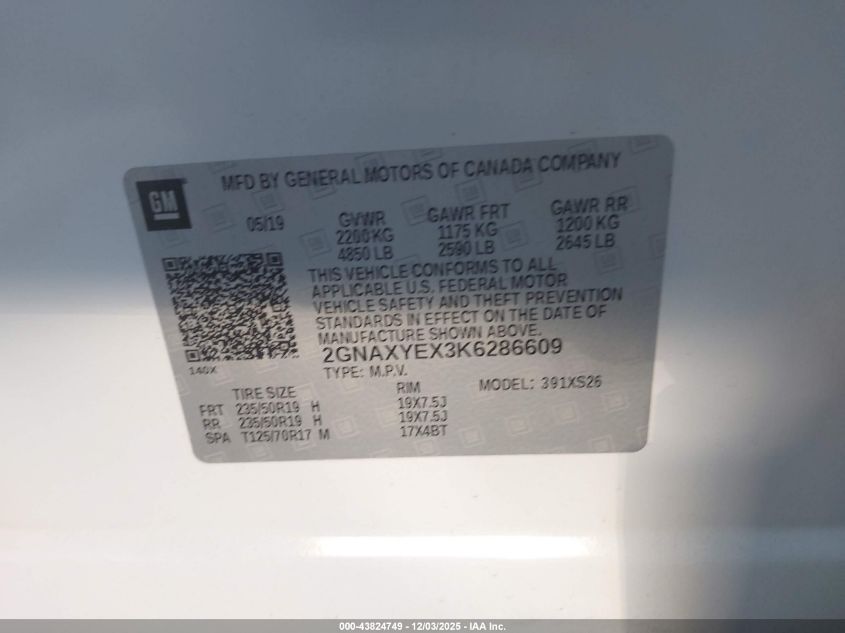 GM
MFD BY GENERAL MOTORS OF CANADA COMPANY
05/19 GVWR GAWR FRT GAWR RR
2200 KG 1175 KG 1200 KG
4850 LB 2590 LB 2645 LB
THIS VEHICLE CONFORMS TO ALL
APPLICABLE U.S. FEDERAL MOTOR
VEHICLE SAFETY AND THEFT PREVENTION
STANDARDS IN EFFECT ON THE DATE OF
MANUFACTURE SHOWN ABOVE.
2GNAXYEX3K6286609
140X
TYPE: M.P.V. MODEL: 391XS26
TIRE SIZE RIM
FRT 235/50R19 H 19X7.5J
RR 235/50R19 H 19X7.5J
SPA T125/70R17 M 17X4BT
000-43824749 - 12/03/2025 - IAA Inc.